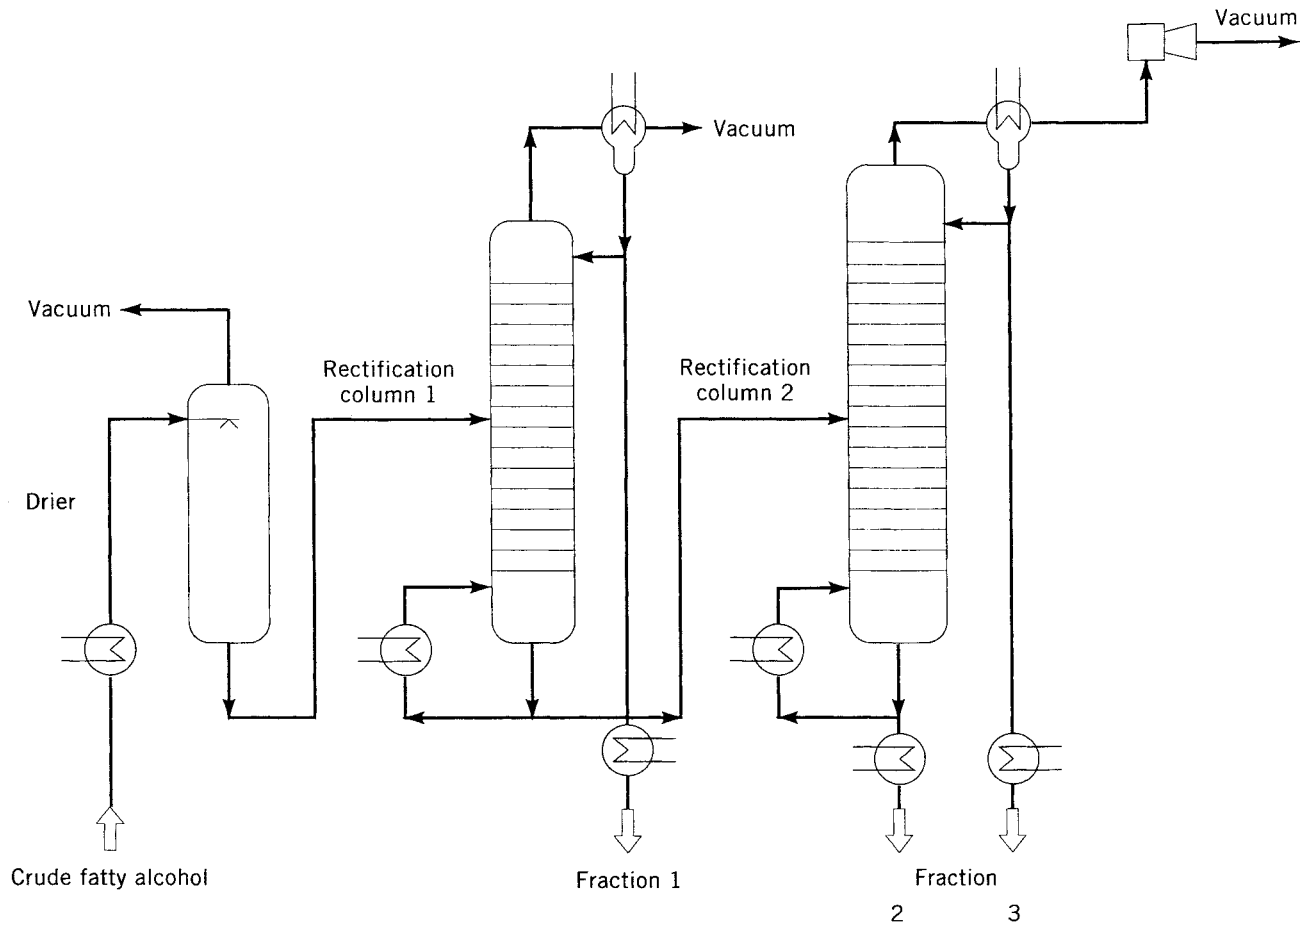 Vacuum
Vacuum
Vacuum
Rectification
column 1
Rectification
column 2
Drier
Crude fatty alcohol
Fraction 1
Fraction
2 3